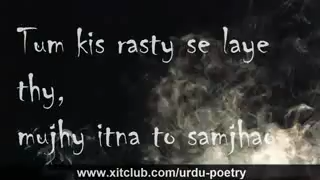 Tum kis rasty se laye
thy,
mujhy itna to samjhao
www.xitclub.com/urdu-poetry